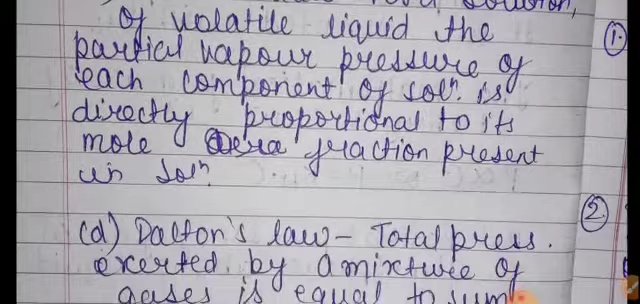 of volatile liquid the
partial vapour pressure of
each component of solⁿ. is
directly proportional to its
mole fraction present
in solⁿ.
(d) Dalton's law - Total press.
exerted by a mixture of
gases is equal to sum
1.
2.